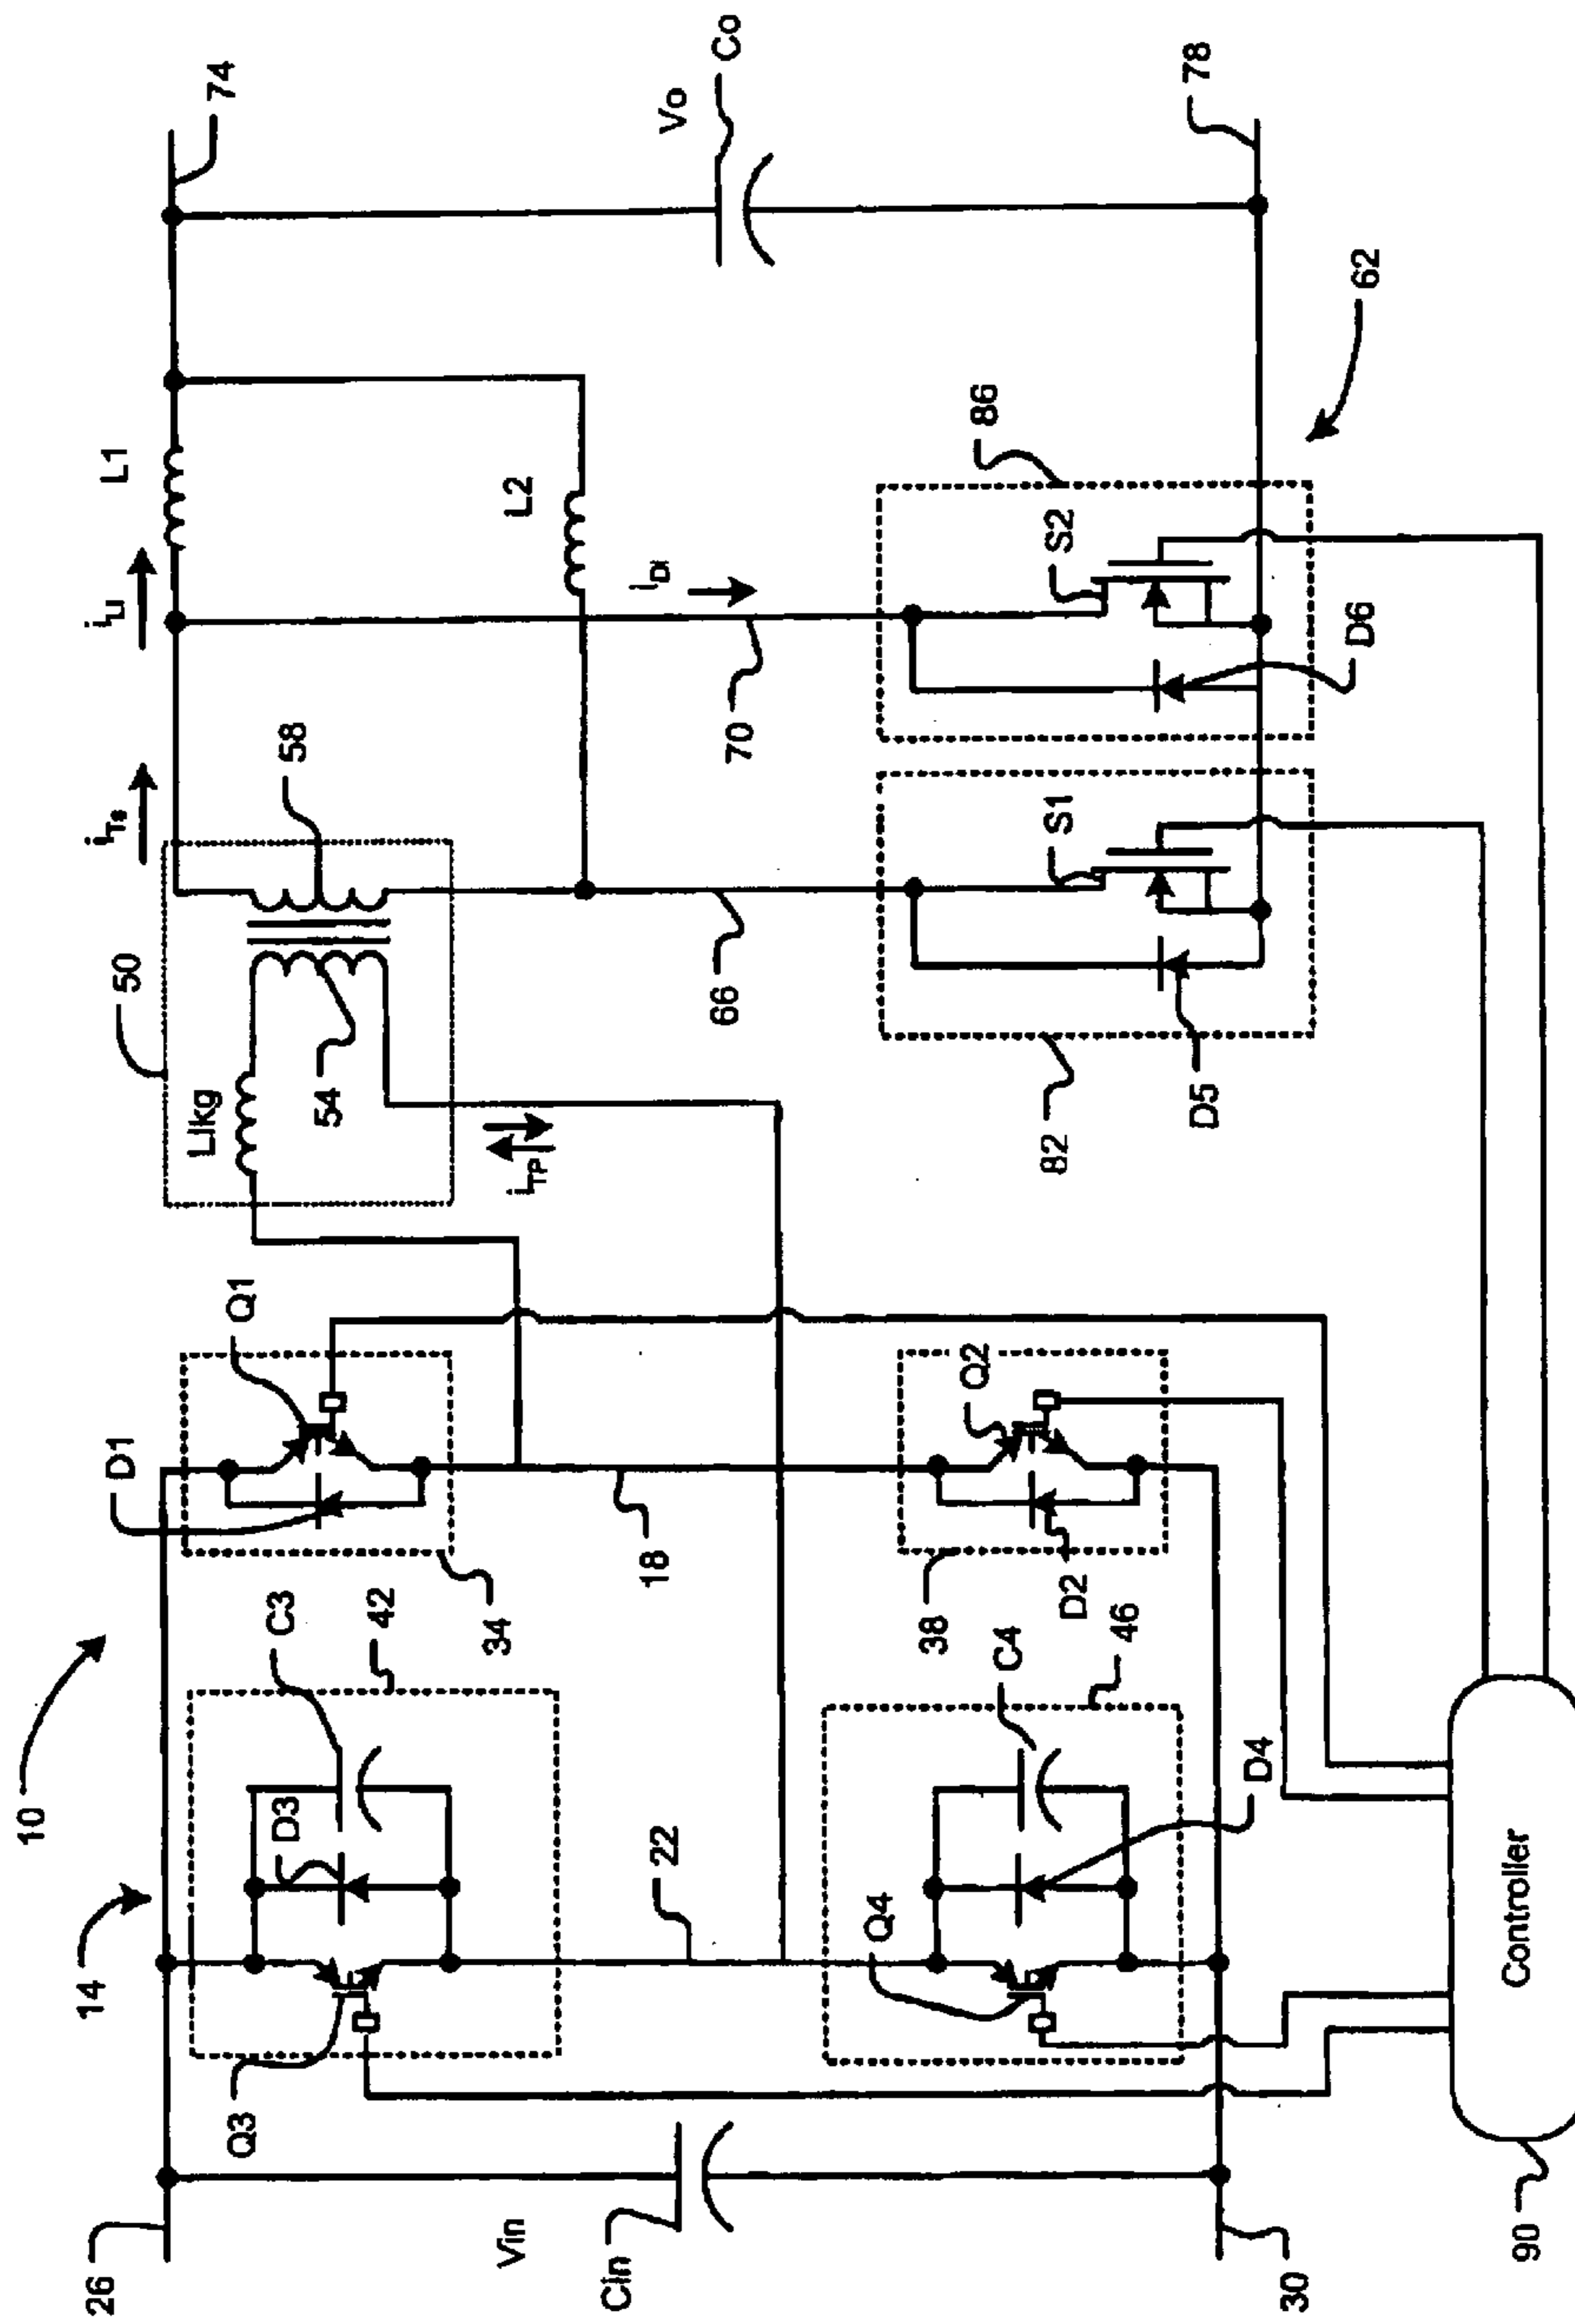 10
14
26
Vin
Cin
30
Q3
D3
C3
42
22
Q4
C4
46
D4
D1
Q1
34
18
Q2
38
D2
50
Llkg
54
58
iTP
iTs
iLI
L1
L2
iDI
66
70
S1
82
D5
S2
86
D6
62
74
Vo
Co
78
Controller
90